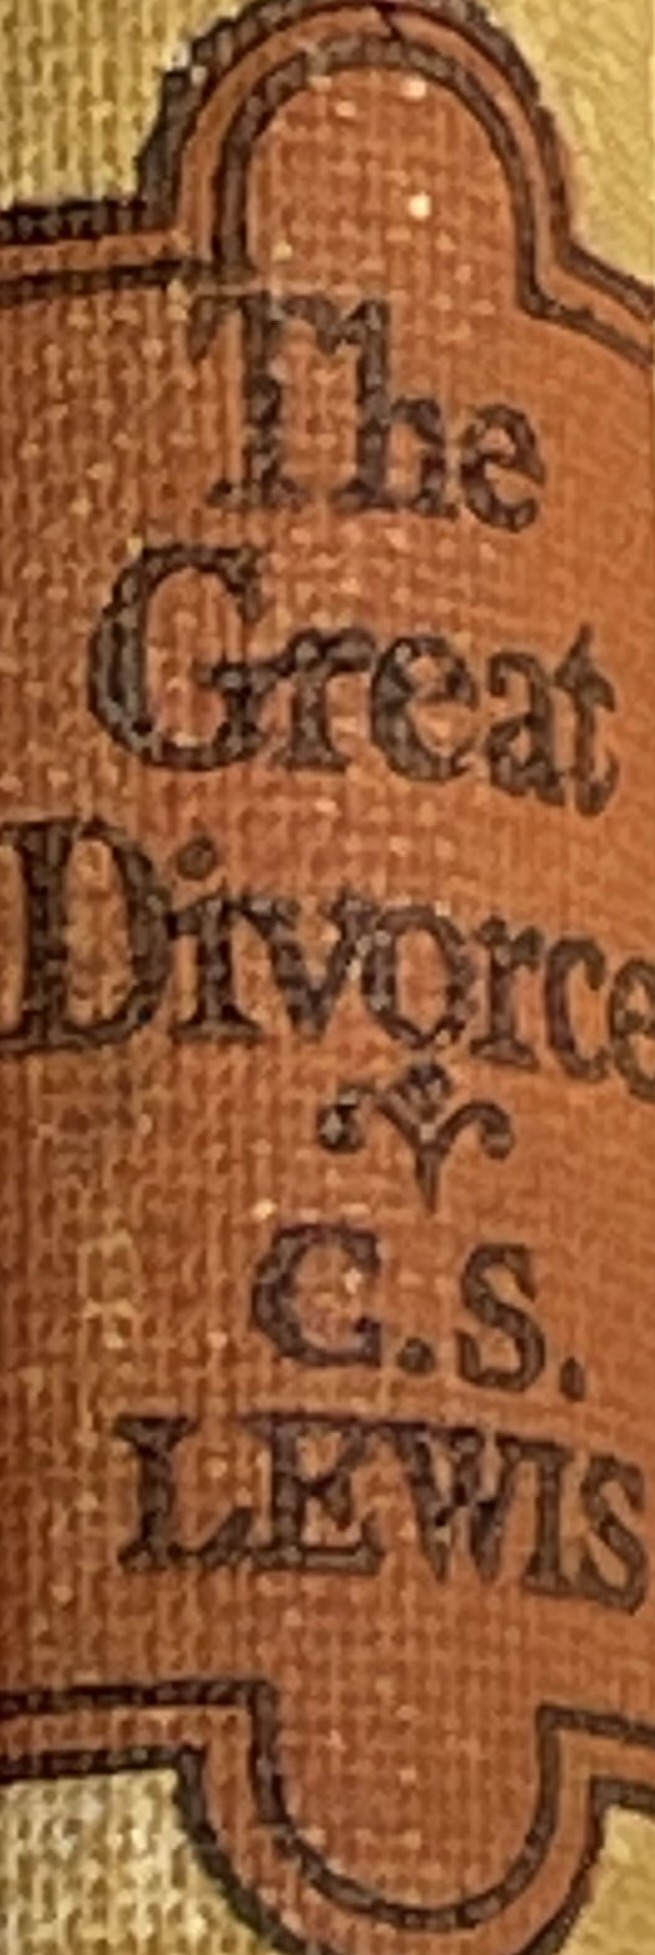 The
Great
Divorce
C.S.
LEWIS